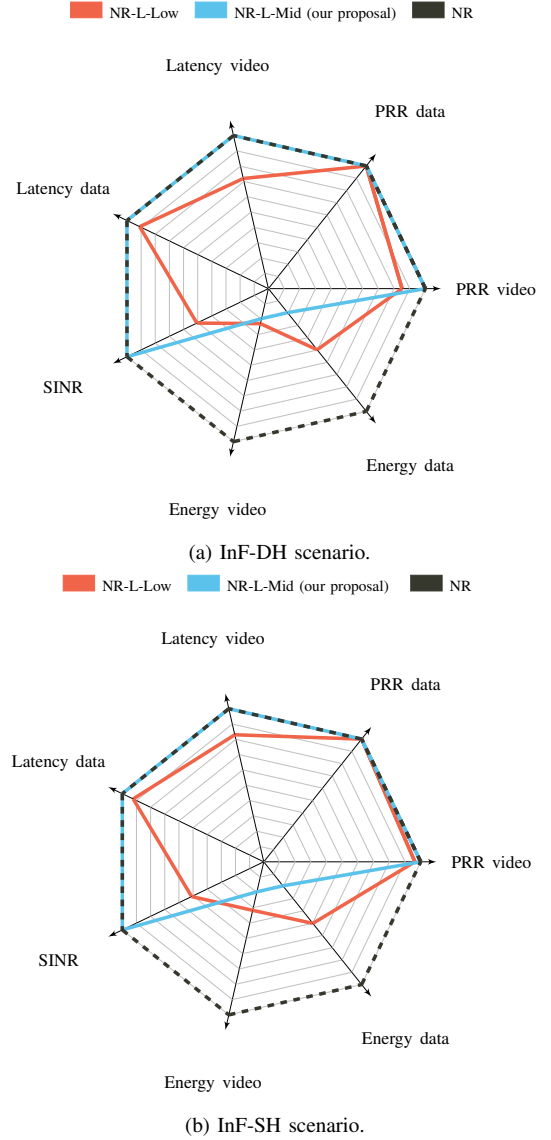 NR-L-Low NR-L-Mid (our proposal) NR
Latency video
PRR data
Latency data
PRR video
SINR
Energy data
Energy video
(a) InF-DH scenario.
NR-L-Low NR-L-Mid (our proposal) NR
Latency video
PRR data
Latency data
PRR video
SINR
Energy data
Energy video
(b) InF-SH scenario.